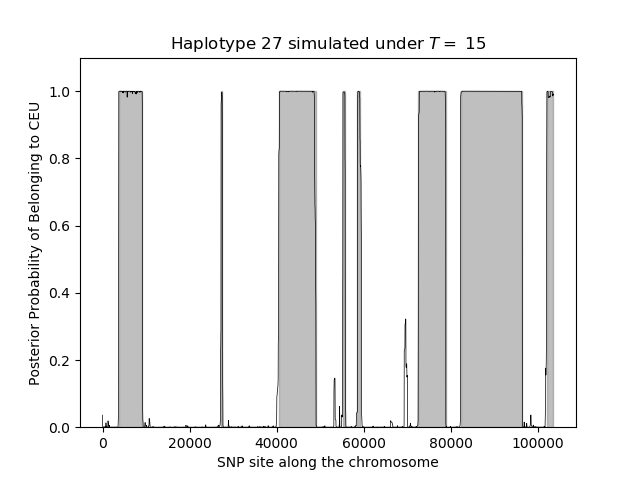 Haplotype 27 simulated under T = 15
Posterior Probability of Belonging to CEU
1.0
0.8
0.6
0.4
0.2
0.0
0 20000 40000 60000 80000 100000
SNP site along the chromosome